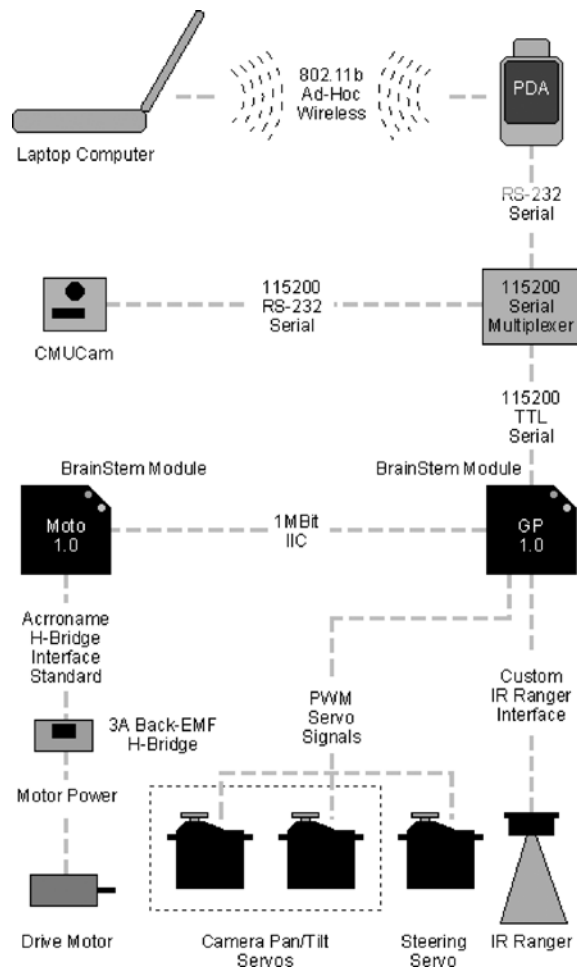 802.11b
Ad-Hoc
Wireless
PDA
Laptop Computer
RS-232
Serial
115200
RS-232
Serial
115200
Serial
Multiplexer
CMUCam
115200
TTL
Serial
BrainStem Module
BrainStem Module
Moto
1.0
1MBit
IIC
GP
1.0
Acrroname
H-Bridge
Interface
Standard
Custom
IR Ranger
Interface
PWM
Servo
Signals
3A Back-EMF
H-Bridge
Motor Power
Drive Motor
Camera Pan/Tilt
Servos
Steering
Servo
IR Ranger